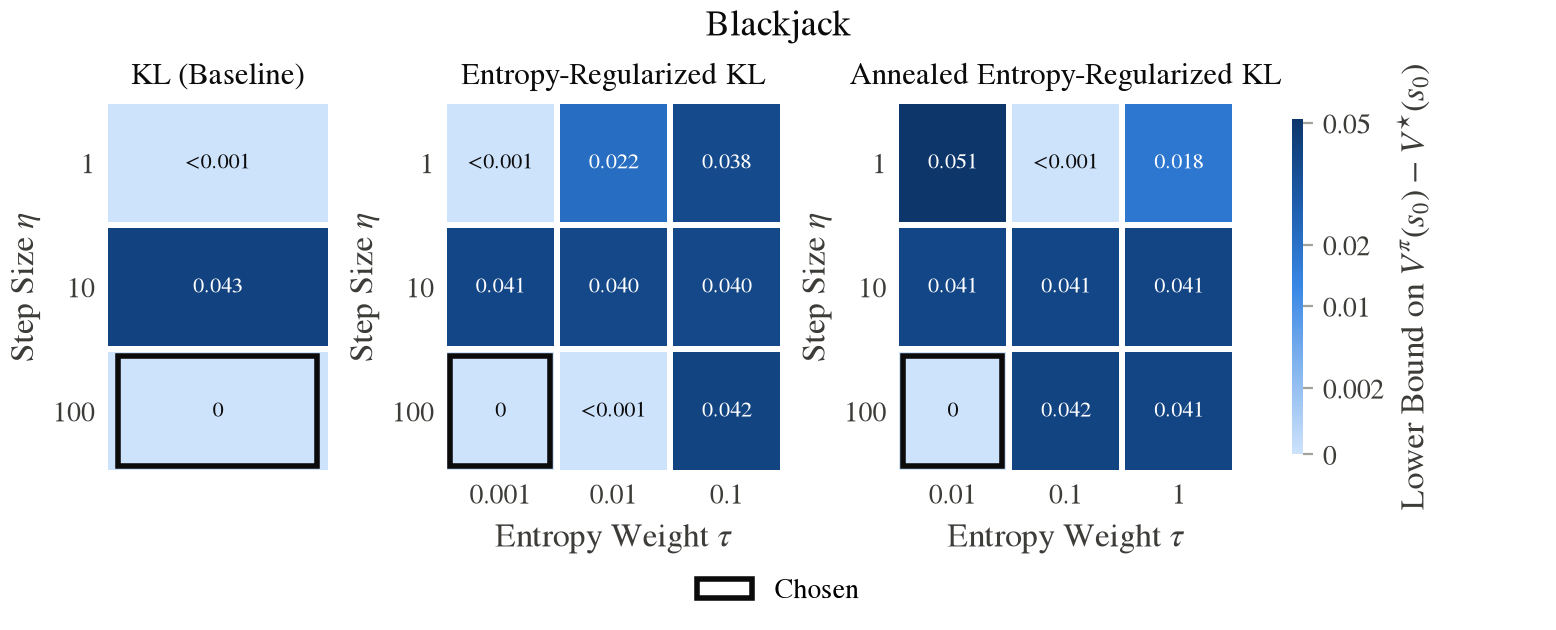 Blackjack
KL (Baseline)
Step Size η
1
10
100
<0.001
0.043
0
Entropy-Regularized KL
Step Size η
1
10
100
<0.001 0.022 0.038
0.041 0.040 0.040
0 <0.001 0.042
0.001 0.01 0.1
Entropy Weight τ
Annealed Entropy-Regularized KL
Step Size η
1
10
100
0.051 <0.001 0.018
0.041 0.041 0.041
0 0.042 0.041
0.01 0.1 1
Entropy Weight τ
0.05
0.02
0.01
0.002
0
Lower Bound on V^π(s₀) − V^★(s₀)
Chosen